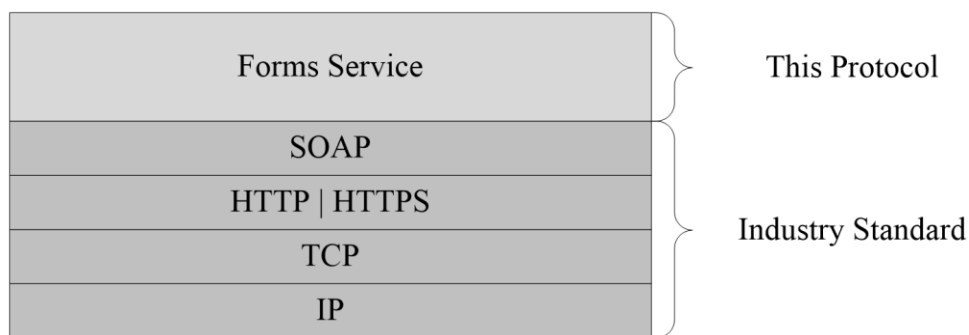 Forms Service
This Protocol
SOAP
HTTP | HTTPS
TCP
IP
Industry Standard